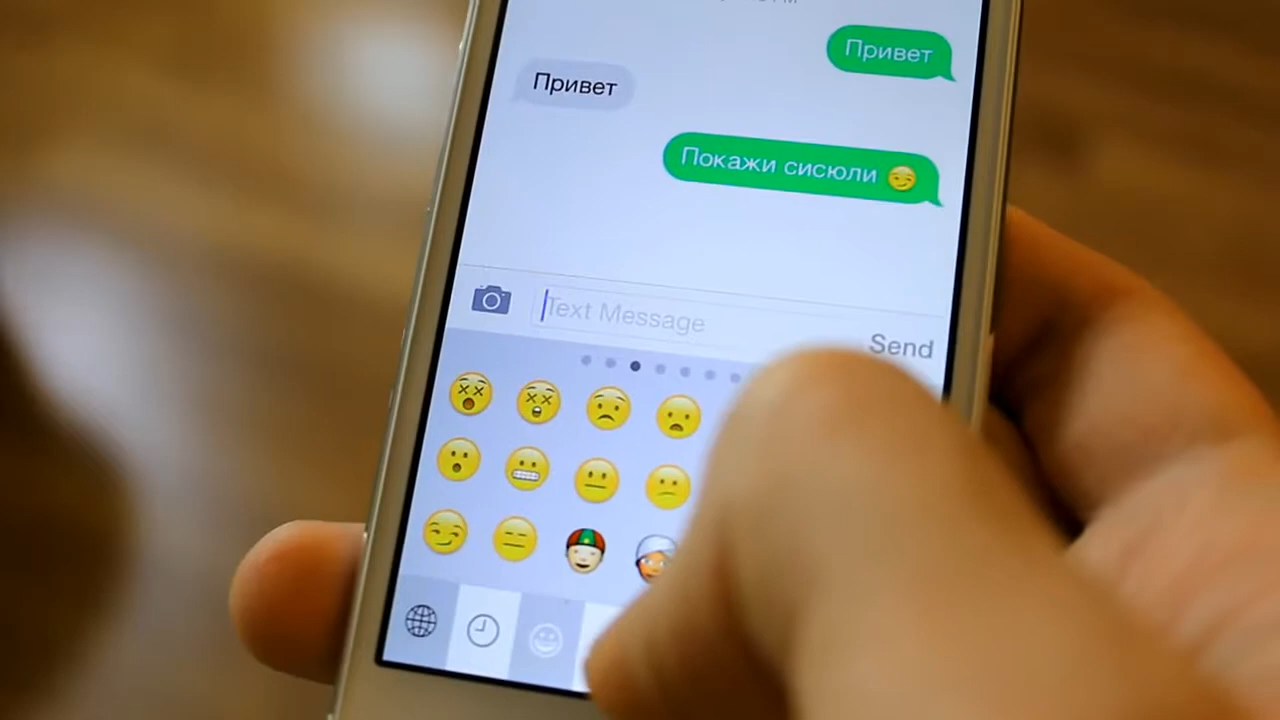 Привет
Привет
Покажи сисюли 😏
Text Message
Send